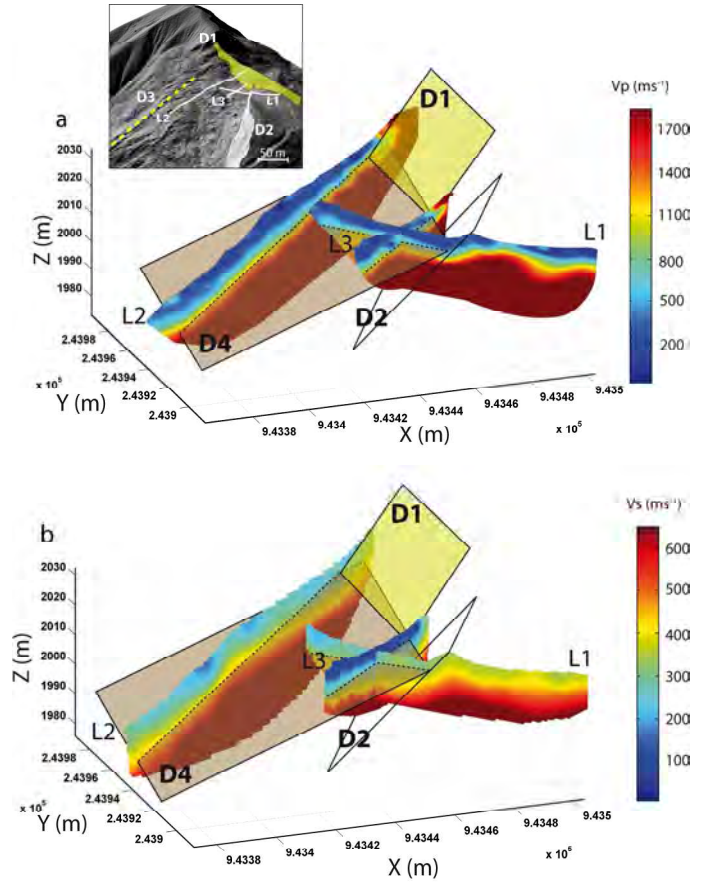 D1
D3
L2
L3
L1
D2
50 m
a
Vp (ms⁻¹)
1700
1400
1100
800
500
200
D1
2030
2020
2010
2000
1990
1980
Z (m)
L1
L3
D2
L2
D4
2.4398
2.4396
2.4394
2.4392
2.439
x 10⁵
Y (m)
9.4338
9.434
9.4342
9.4344
9.4346
9.4348
9.435
X (m)
x 10⁵
b
Vs (ms⁻¹)
600
500
400
300
200
100
D1
2030
2020
2010
2000
1990
1980
Z (m)
L3
L1
L2
D2
D4
2.4398
2.4396
2.4394
2.4392
2.439
x 10⁵
Y (m)
9.4338
9.434
9.4342
9.4344
9.4346
9.4348
9.435
X (m)
x 10⁵